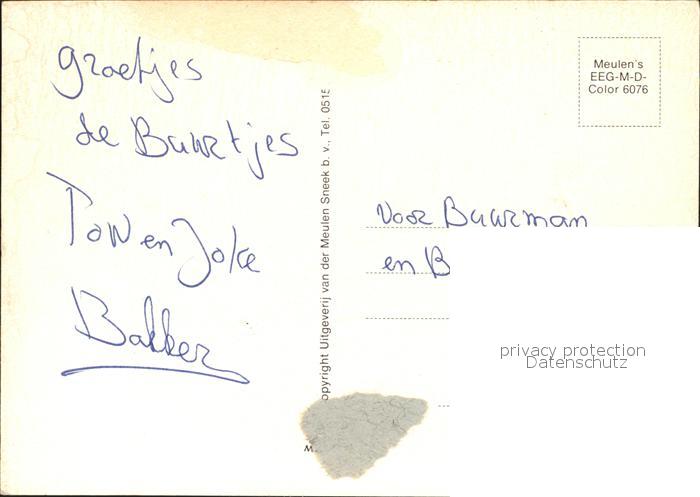 groetjes
de Buurtjes
Ton en Joke
Bakker
opyright Uitgeverij van der Meulen Sneek b. v., Tel. 0515
Meulen's
EEG-M-D-
Color 6076
Voor Buurman
en B
privacy protection
Datenschutz
M